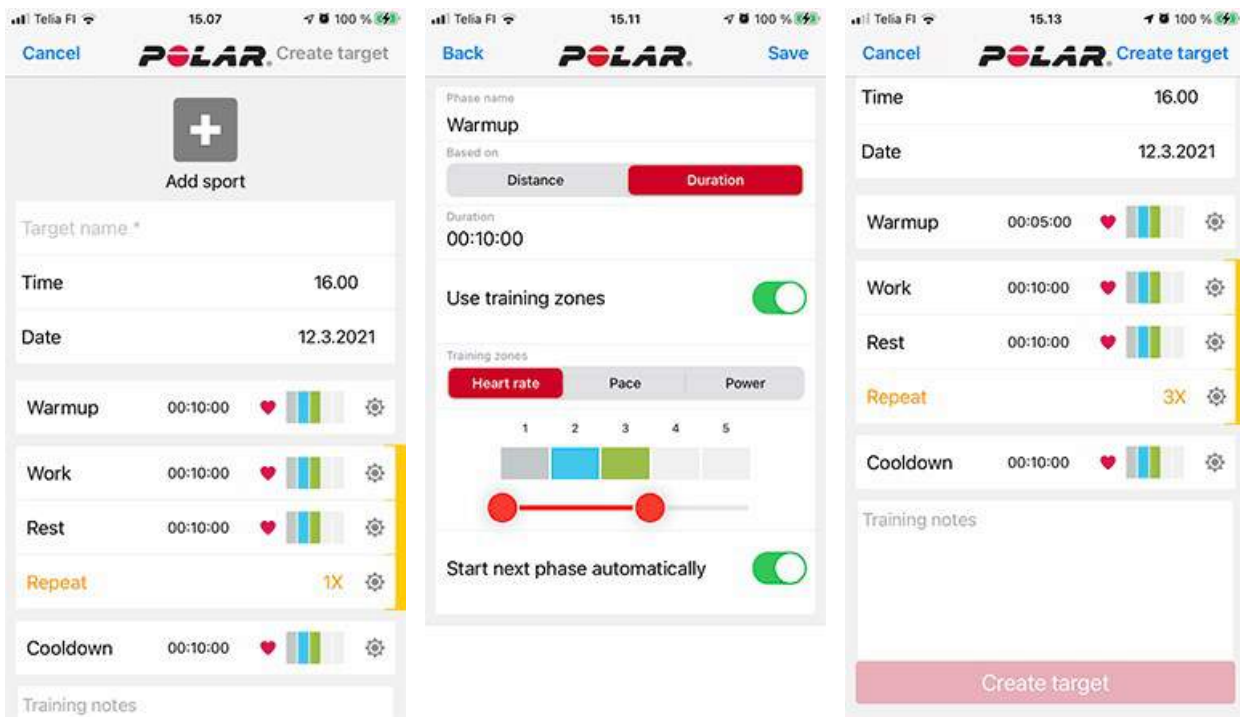 Telia FI 15.07 100 %
Cancel POLAR. Create target
Add sport
Target name *
Time 16.00
Date 12.3.2021
Warmup 00:10:00
Work 00:10:00
Rest 00:10:00
Repeat 1X
Cooldown 00:10:00
Training notes
Telia FI 15.11 100 %
Back POLAR. Save
Phase name
Warmup
Based on
Distance Duration
Duration
00:10:00
Use training zones
Training zones
Heart rate Pace Power
1 2 3 4 5
Start next phase automatically
Telia FI 15.13 100 %
Cancel POLAR. Create target
Time 16.00
Date 12.3.2021
Warmup 00:05:00
Work 00:10:00
Rest 00:10:00
Repeat 3X
Cooldown 00:10:00
Training notes
Create target